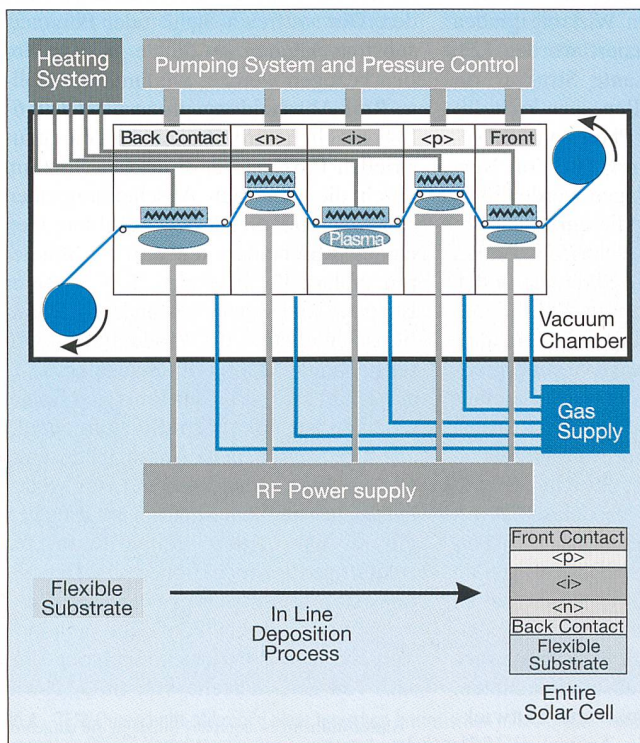 Heating
System
Pumping System and Pressure Control
Back Contact
<n>
<i>
<p>
Front
Plasma
Vacuum
Chamber
Gas
Supply
RF Power supply
Flexible
Substrate
In Line
Deposition
Process
Front Contact
<p>
<i>
<n>
Back Contact
Flexible
Substrate
Entire
Solar Cell